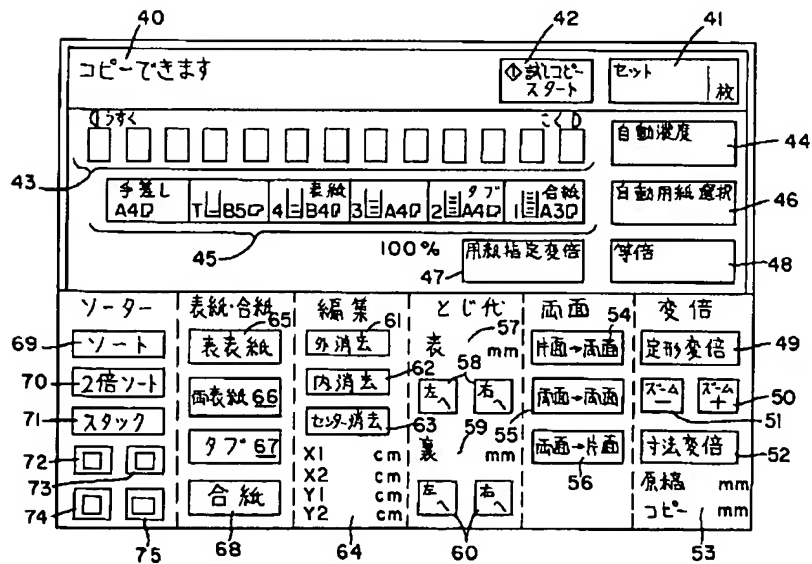 40
42
41
コピーできます
試しコピー
スタート
セット
枚
うすく
こく
自動濃度
44
43
手差し
A4
T B5
表紙
4 B4
3 A4
タブ
2 A4
合紙
1 A3
自動用紙選択
46
45
100%
用紙指定変倍
47
等倍
48
ソーター
表紙・合紙
編集
とじ代
両面
変倍
69
ソート
65
表表紙
61
外消去
表 57 mm
54
片面→両面
定形変倍
49
70
2倍ソート
両表紙 66
62
内消去
58
左へ
右へ
55
両面→両面
ズーム
−
ズーム
+
50
51
71
スタック
タブ 67
センター消去
63
裏 59 mm
両面→片面
56
寸法変倍
52
72
73
X1 cm
X2 cm
Y1 cm
Y2 cm
原稿 mm
コピー mm
74
75
合紙
68
64
左へ
右へ
60
53